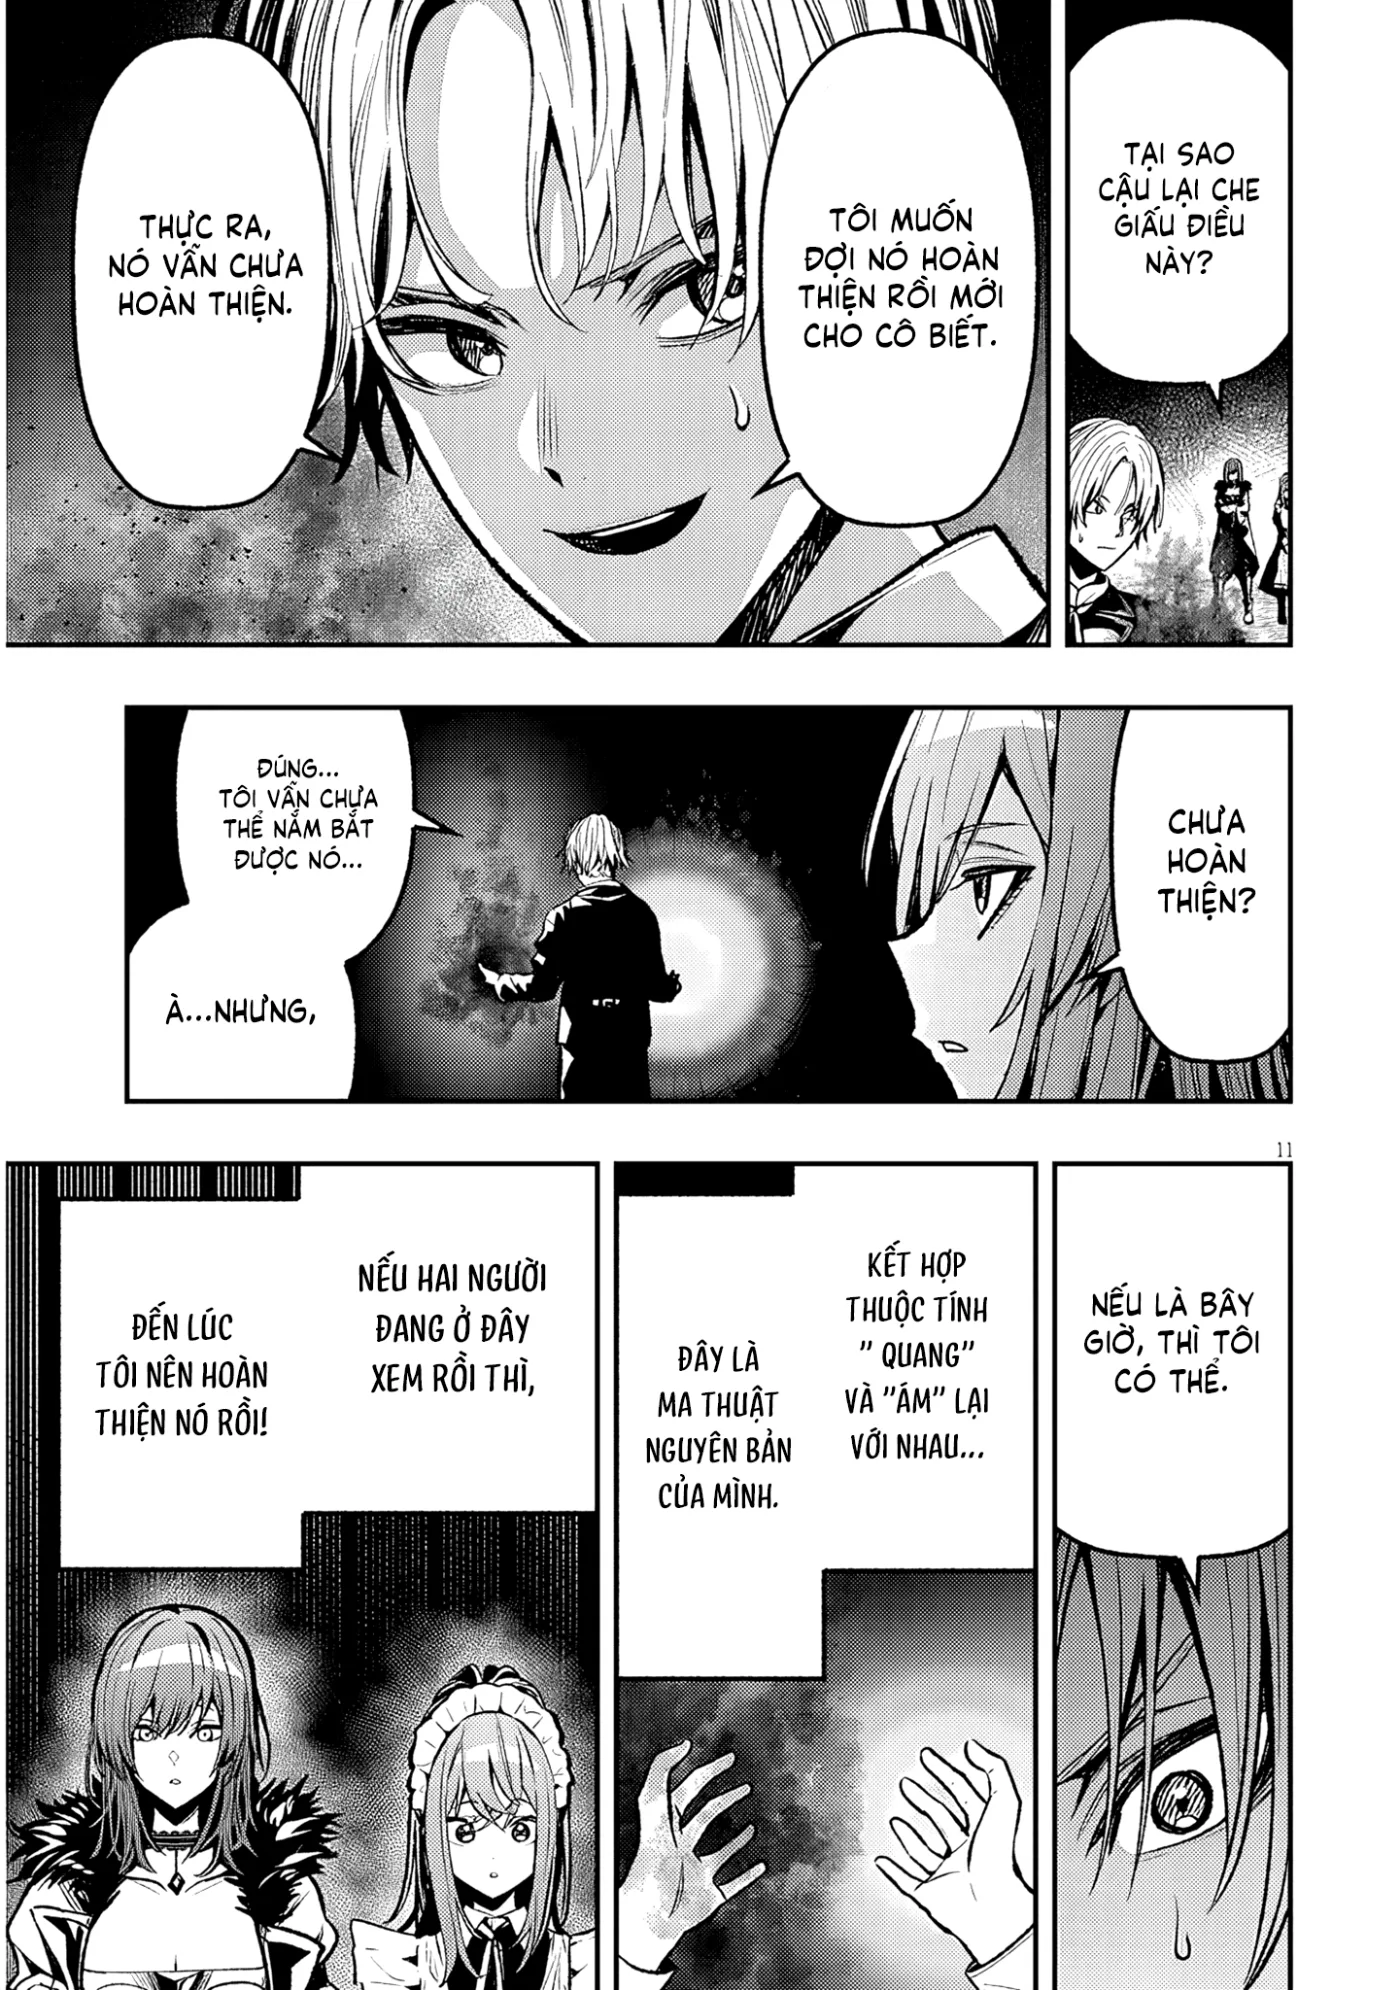 TẠI SAO
CẬU LẠI CHE
GIẤU ĐIỀU
NÀY?
TÔI MUỐN
ĐỢI NÓ HOÀN
THIỆN RỒI MỚI
CHO CÔ BIẾT.
THỰC RA,
NÓ VẪN CHƯA
HOÀN THIỆN.
CHƯA
HOÀN
THIỆN?
ĐÚNG...
TÔI VẪN CHƯA
THỂ NẮM BẮT
ĐƯỢC NÓ...
À...NHƯNG,
11
NẾU LÀ BÂY
GIỜ, THÌ TÔI
CÓ THỂ.
KẾT HỢP
THUỘC TÍNH
" QUANG"
VÀ "ÁM" LẠI
VỚI NHAU...
ĐÂY LÀ
MA THUẬT
NGUYÊN BẢN
CỦA MÌNH.
NẾU HAI NGƯỜI
ĐANG Ở ĐÂY
XEM RỒI THÌ,
ĐẾN LÚC
TÔI NÊN HOÀN
THIỆN NÓ RỒI!